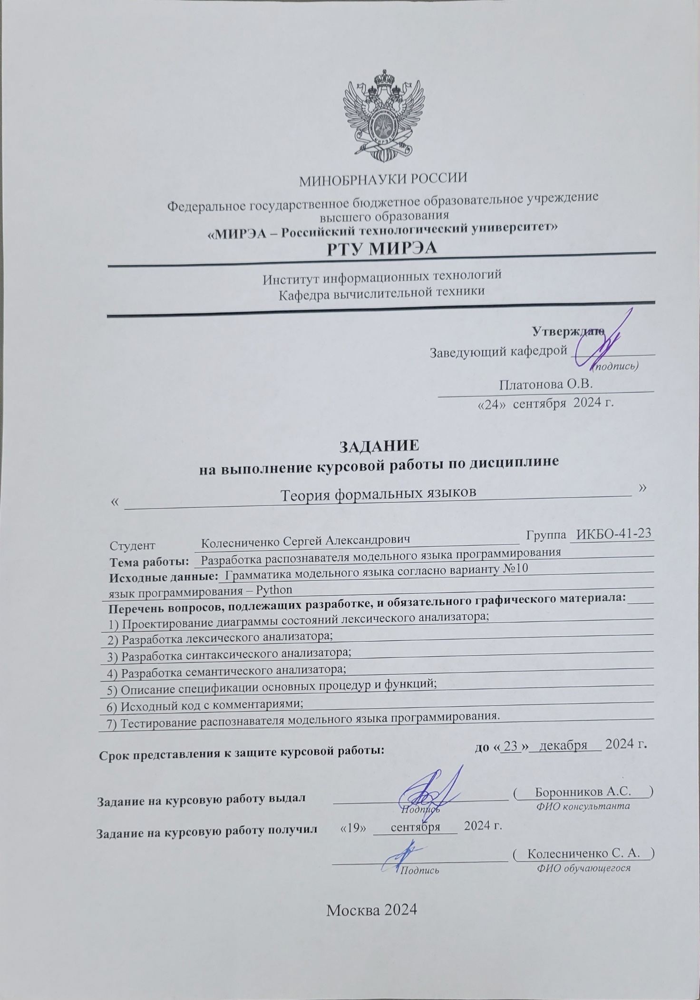 МИНОБРНАУКИ РОССИИ
Федеральное государственное бюджетное образовательное учреждение
высшего образования
«МИРЭА – Российский технологический университет»
РТУ МИРЭА
Институт информационных технологий
Кафедра вычислительной техники
Утверждаю
Заведующий кафедрой
(подпись)
Платонова О.В.
«24» сентября 2024 г.
ЗАДАНИЕ
на выполнение курсовой работы по дисциплине
« Теория формальных языков »
Студент Колесниченко Сергей Александрович Группа ИКБО-41-23
Тема работы: Разработка распознавателя модельного языка программирования
Исходные данные: Грамматика модельного языка согласно варианту №10
язык программирования – Python
Перечень вопросов, подлежащих разработке, и обязательного графического материала:
1) Проектирование диаграммы состояний лексического анализатора;
2) Разработка лексического анализатора;
3) Разработка синтаксического анализатора;
4) Разработка семантического анализатора;
5) Описание спецификации основных процедур и функций;
6) Исходный код с комментариями;
7) Тестирование распознавателя модельного языка программирования.
Срок представления к защите курсовой работы: до « 23 » декабря 2024 г.
Задание на курсовую работу выдал ( Боронников А.С. )
Подпись ФИО консультанта
Задание на курсовую работу получил «19» сентября 2024 г.
( Колесниченко С. А. )
Подпись ФИО обучающегося
Москва 2024